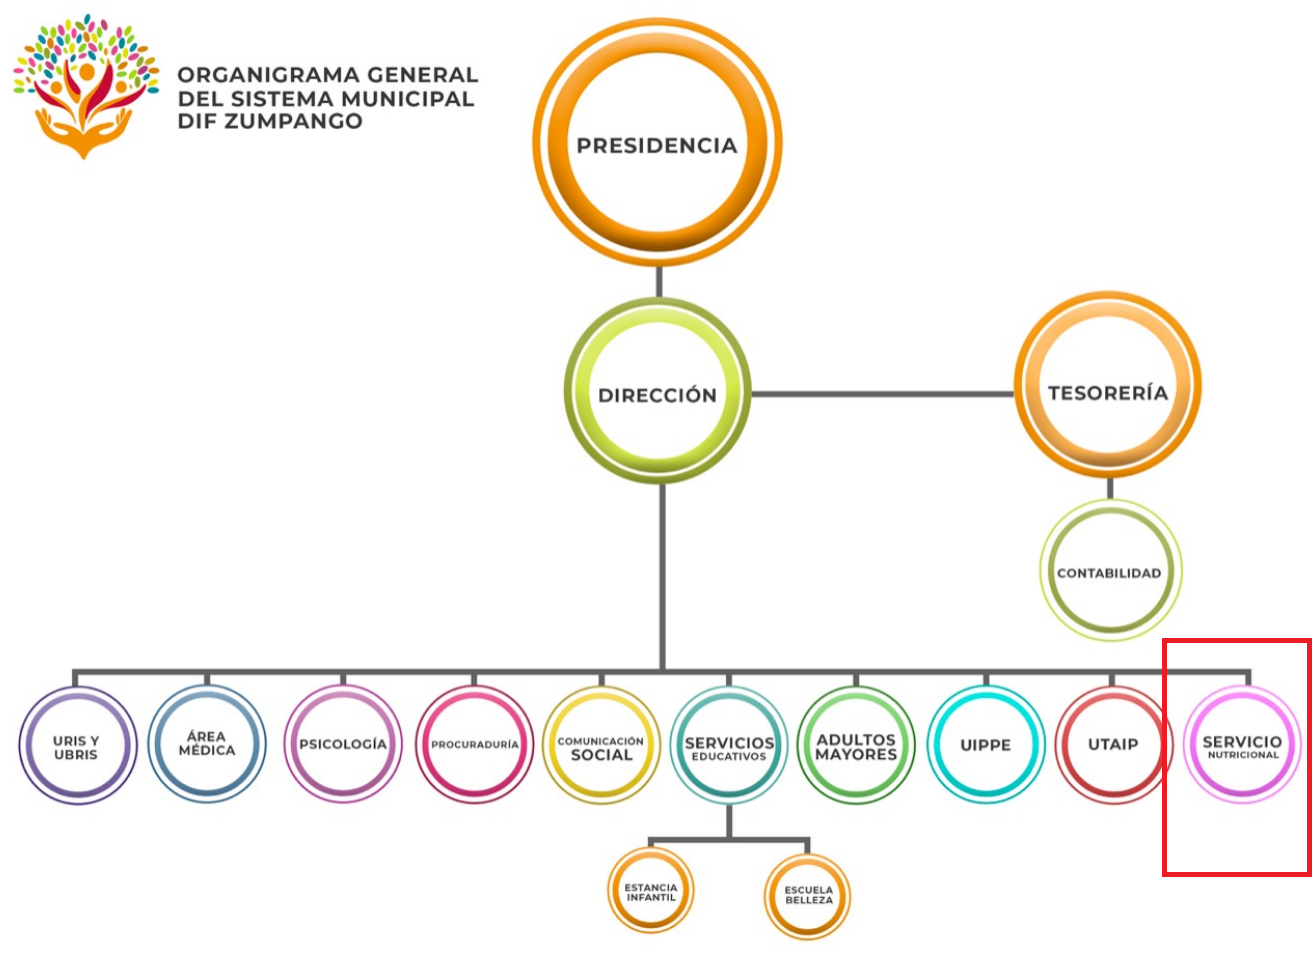 ORGANIGRAMA GENERAL
DEL SISTEMA MUNICIPAL
DIF ZUMPANGO
PRESIDENCIA
DIRECCIÓN
TESORERÍA
CONTABILIDAD
URIS Y
UBRIS
ÁREA
MÉDICA
PSICOLOGÍA
PROCURADURÍA
COMUNICACIÓN
SOCIAL
SERVICIOS
EDUCATIVOS
ADULTOS
MAYORES
UIPPE
UTAIP
SERVICIO
NUTRICIONAL
ESTANCIA
INFANTIL
ESCUELA
BELLEZA